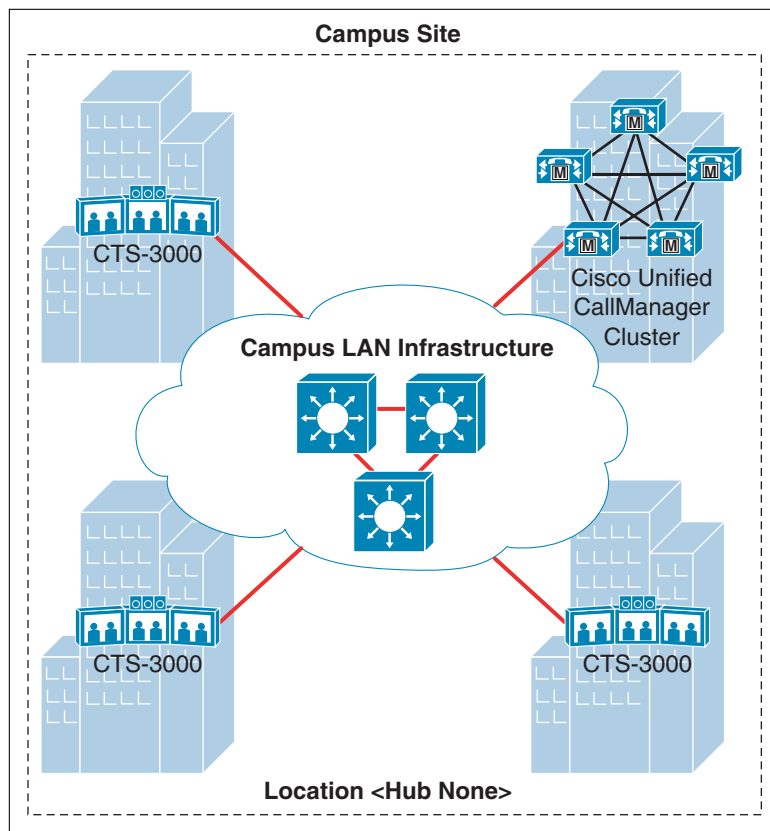 Campus Site
M
M
M
M
M
CTS-3000
Cisco Unified
CallManager
Cluster
Campus LAN Infrastructure
CTS-3000
CTS-3000
Location <Hub None>